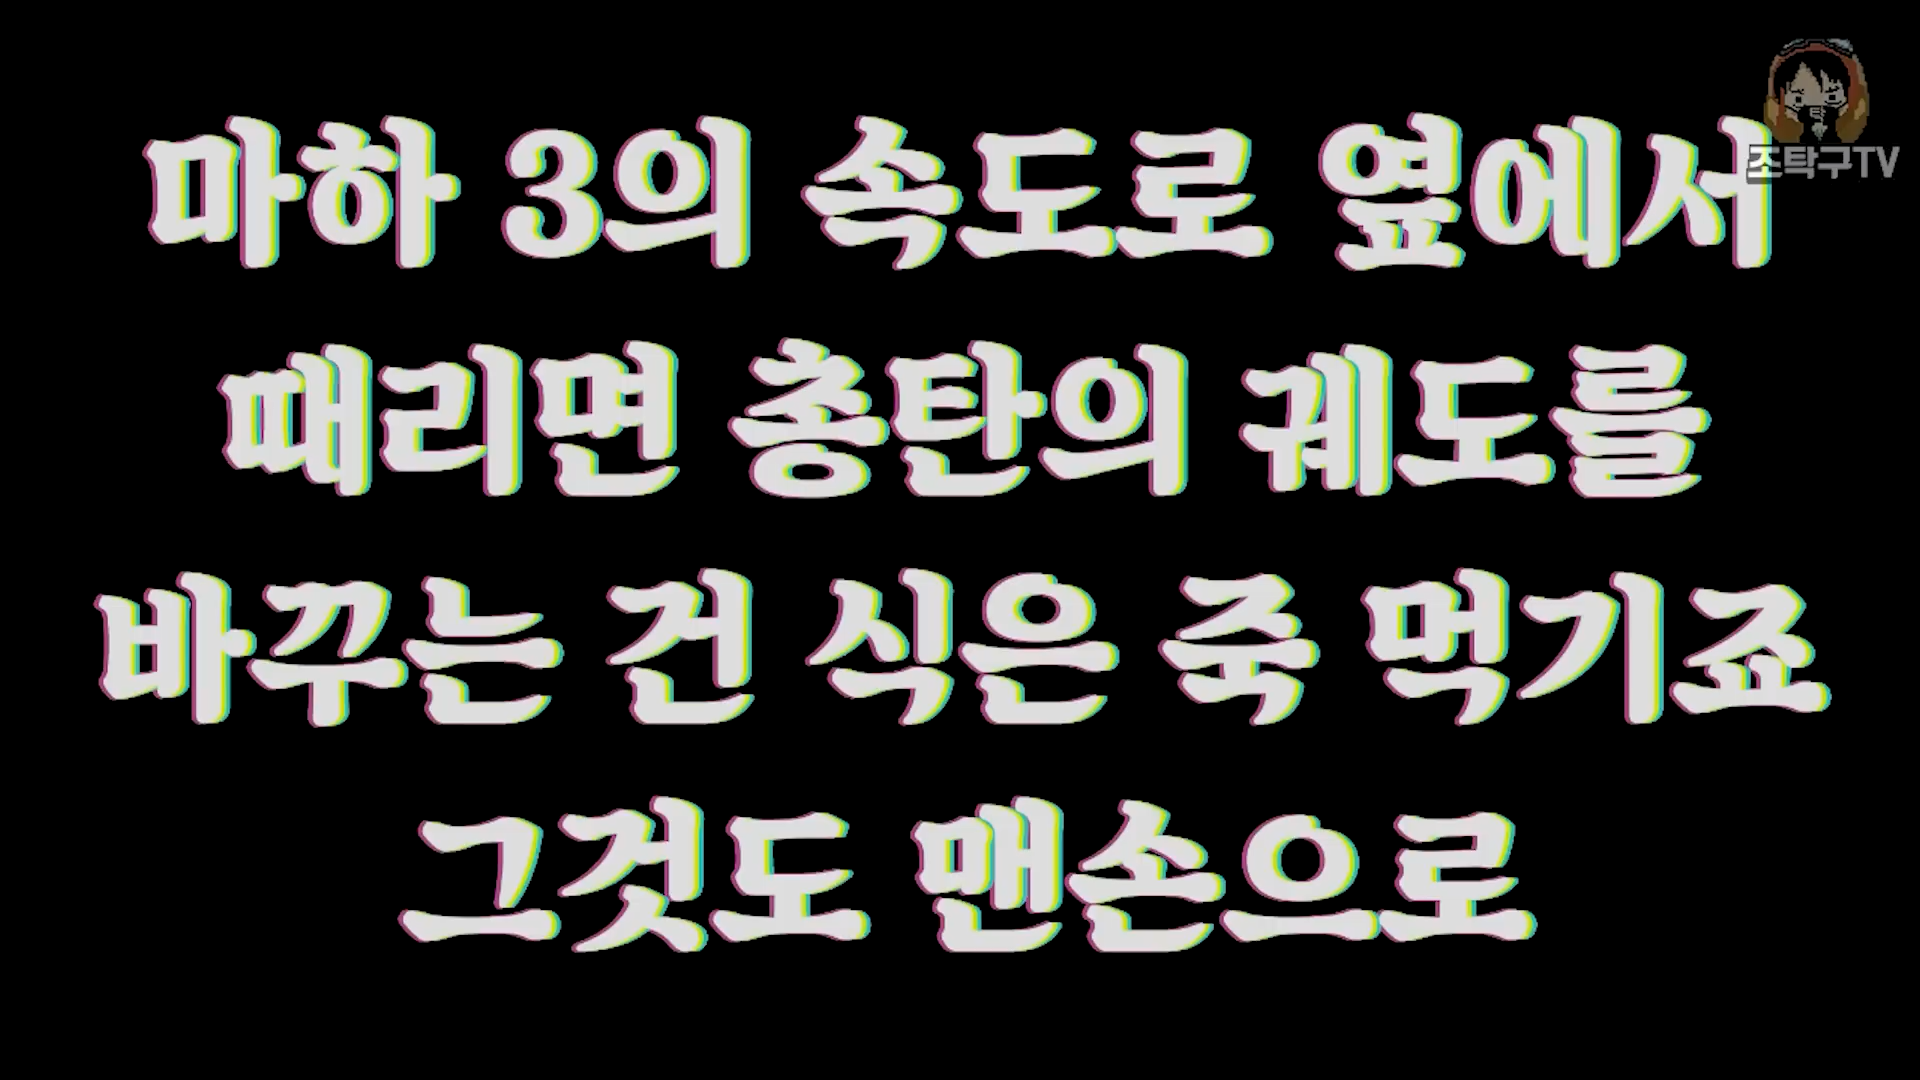 마하 3의 속도로 옆에서
때리면 총탄의 궤도를
바꾸는 건 식은 죽 먹기죠
그것도 맨손으로
조탁구TV